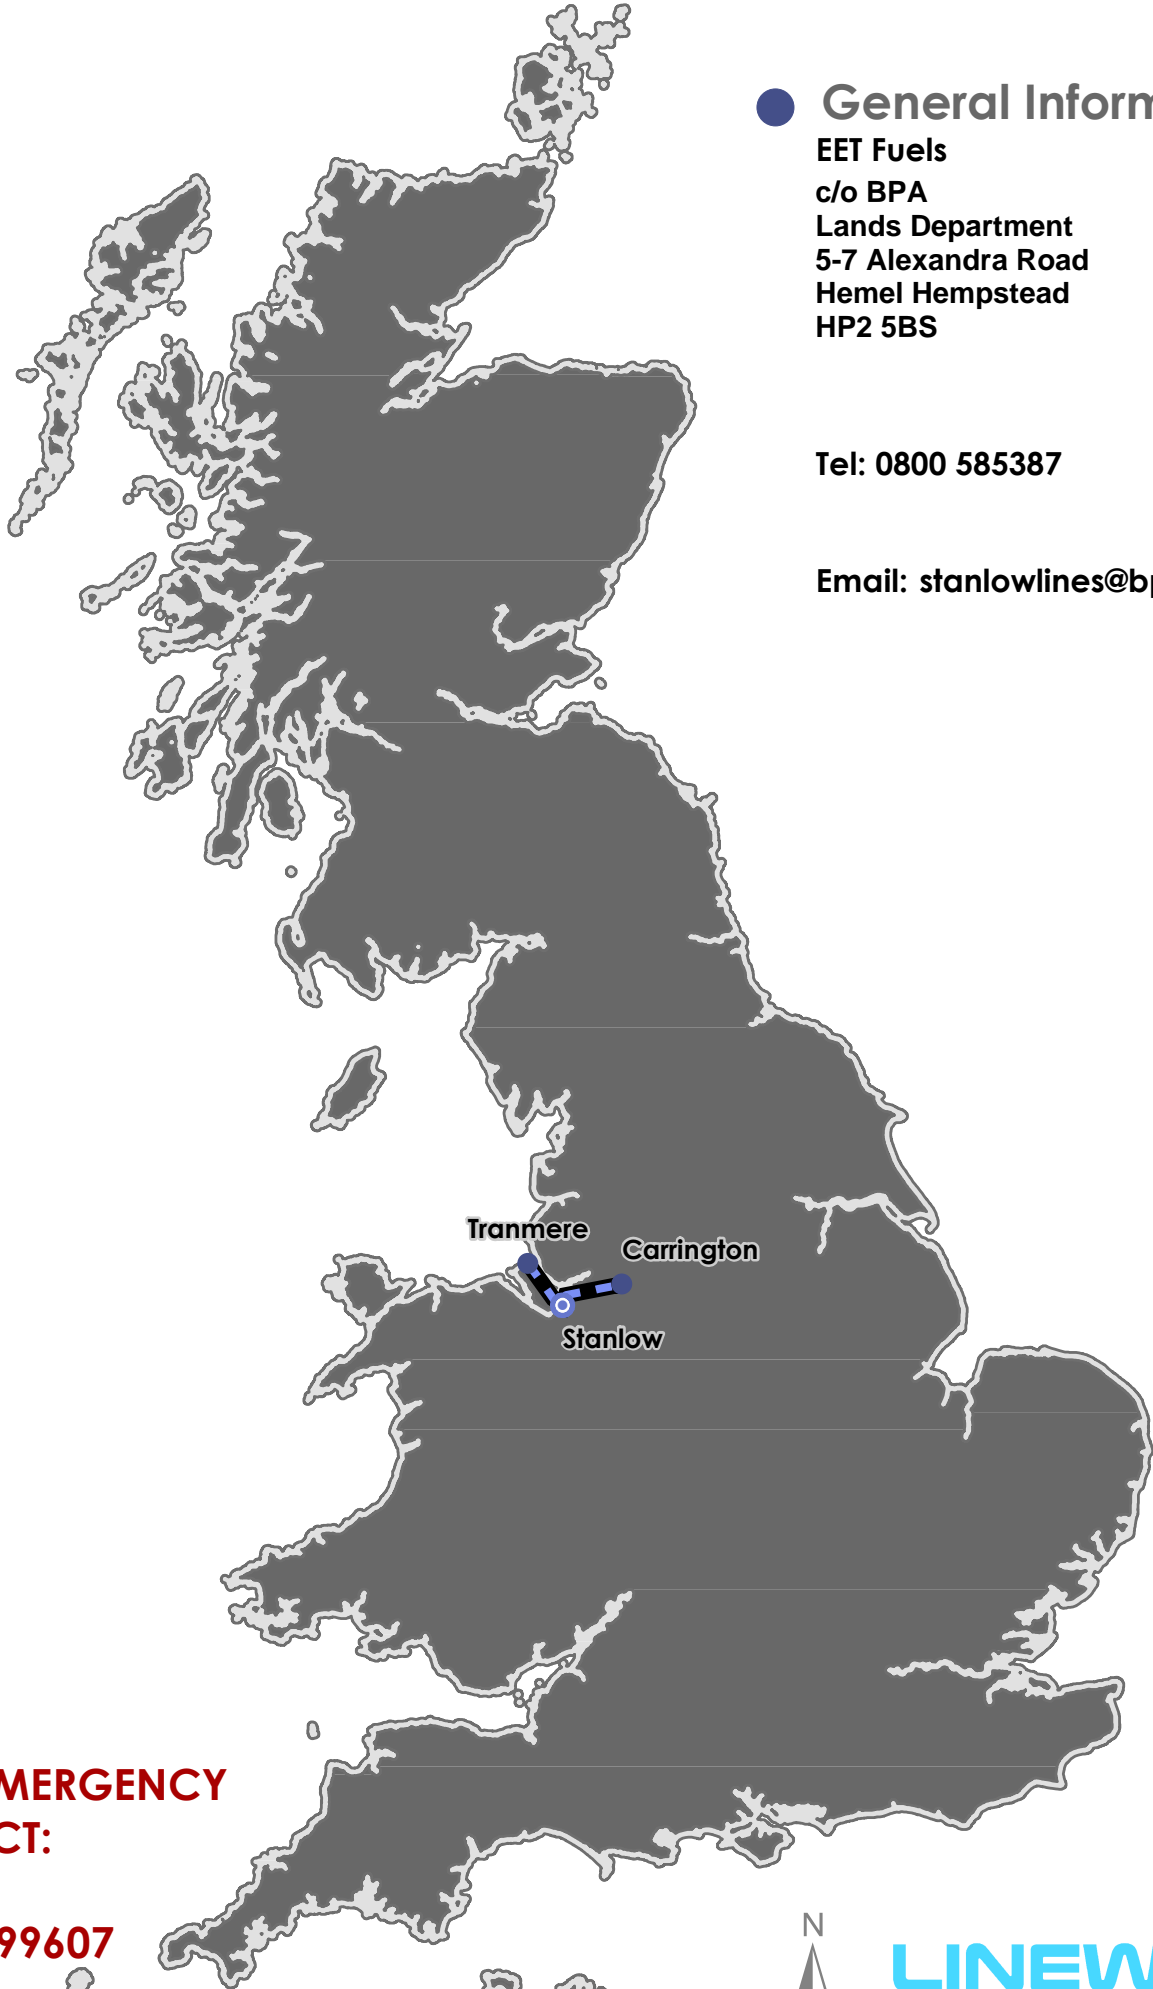 General Inform
EET Fuels
c/o BPA
Lands Department
5-7 Alexandra Road
Hemel Hempstead
HP2 5BS
Tel: 0800 585387
Email: stanlowlines@bp
Tranmere
Carrington
Stanlow
MERGENCY
CT:
99607
N
LINEW